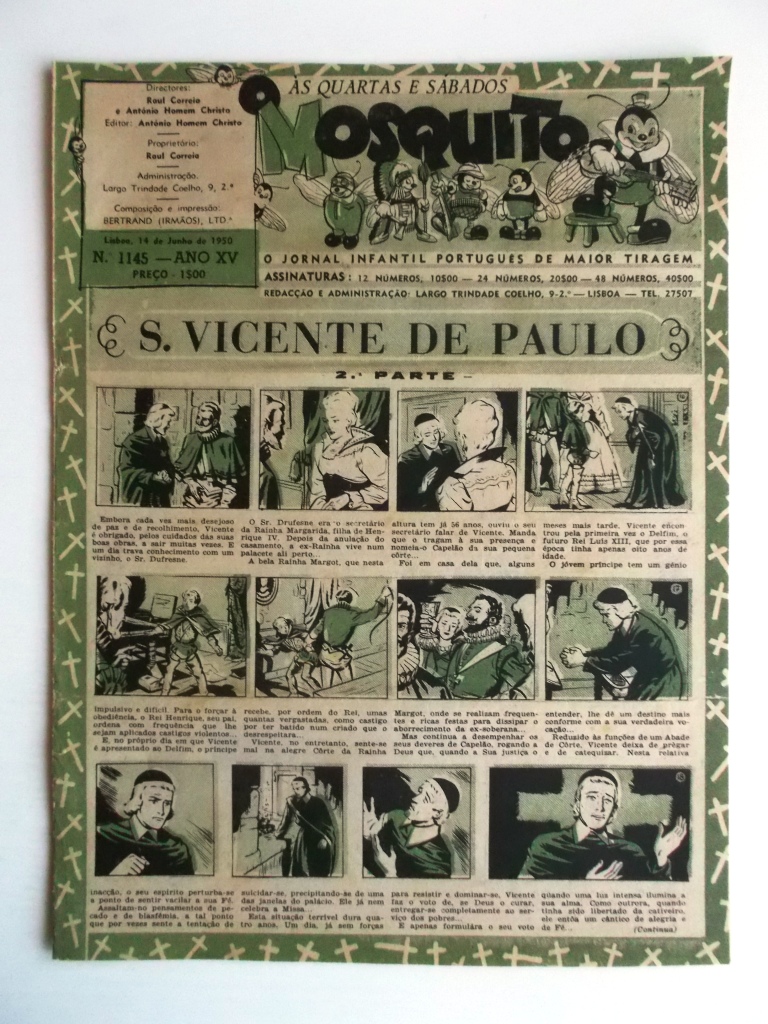 Directores:
Raul Correia
e António Homem Christo
Editor: António Homem Christo
Proprietário:
Raul Correia
Administração:
Largo Trindade Coelho, 9, 2.º
Composição e impressão:
BERTRAND (IRMÃOS), LTD.ª
Lisboa, 14 de Junho de 1950
N. 1145 — ANO XV
PREÇO - 1$00
ÀS QUARTAS E SÁBADOS
O MOSQUITO
O JORNAL INFANTIL PORTUGUÊS DE MAIOR TIRAGEM
ASSINATURAS: 12 NÚMEROS, 10$00 — 24 NÚMEROS, 20$00 — 48 NÚMEROS, 40$00
REDACÇÃO E ADMINISTRAÇÃO: LARGO TRINDADE COELHO, 9-2.º — LISBOA — TEL. 27507
S. VICENTE DE PAULO
2.ª PARTE —
Embora cada vez mais desejoso
de paz e de recolhimento, Vicente
é obrigado, pelos cuidados das suas
boas obras, a sair muitas vezes. E
um dia trava conhecimento com um
vizinho, o Sr. Dufresne.
O Sr. Drufesne era o secretário
da Rainha Margarida, filha de Hen-
rique IV. Depois da anulação do
casamento, a ex-Rainha vive num
palacete ali perto...
A bela Rainha Margot, que nesta
altura tem já 56 anos, ouviu o seu
secretário falar de Vicente. Manda
que o tragam à sua presença e
nomeia-o Capelão da sua pequena
côrte...
Foi em casa dela que, alguns
meses mais tarde, Vicente encon-
trou pela primeira vez o Delfim, o
futuro Rei Luís XIII, que por essa
época tinha apenas oito anos de
idade.
O jóvem príncipe tem um génio
impulsivo e difícil. Para o forçar à
obediência, o Rei Henrique, seu pai,
ordena com frequência que lhe
sejam aplicados castigos violentos...
E, no próprio dia em que Vicente
é apresentado ao Delfim, o príncipe
recebe, por ordem do Rei, umas
quantas vergastadas, como castigo
por ter batido num criado que o
desrespeitara.
Vicente, no entretanto, sente-se
mal na alegre Côrte da Rainha
Margot, onde se realizam frequen-
tes e ricas festas para dissipar o
aborrecimento da ex-soberana...
Mas continua a desempenhar os
seus deveres de Capelão, rogando a
Deus que, quando a Sua justiça o
entender, lhe dê um destino mais
conforme com a sua verdadeira vo-
cação...
Reduzido às funções de um Abade
de Côrte, Vicente deixa de prègar
e de catequizar. Nesta relativa
inacção, o seu espírito perturba-se
a ponto de sentir vacilar a sua Fé.
Assaltam-no pensamentos de pe-
cado e de blasfémia, a tal ponto
que por vezes sente a tentação de
suicidar-se, precipitando-se de uma
das janelas do palácio. Ele já nem
celebra a Missa.
Esta situação terrível dura qua-
tro anos. Um dia, já sem forças
para resistir e dominar-se, Vicente
faz o voto de, se Deus o curar,
entregar-se completamente ao ser-
viço dos pobres...
E apenas formulára o seu voto
quando uma luz intensa ilumina a
sua alma. Como outrora, quando
tinha sido libertado do cativeiro,
ele entôa um cântico de alegria e
de Fé...
(Continua)